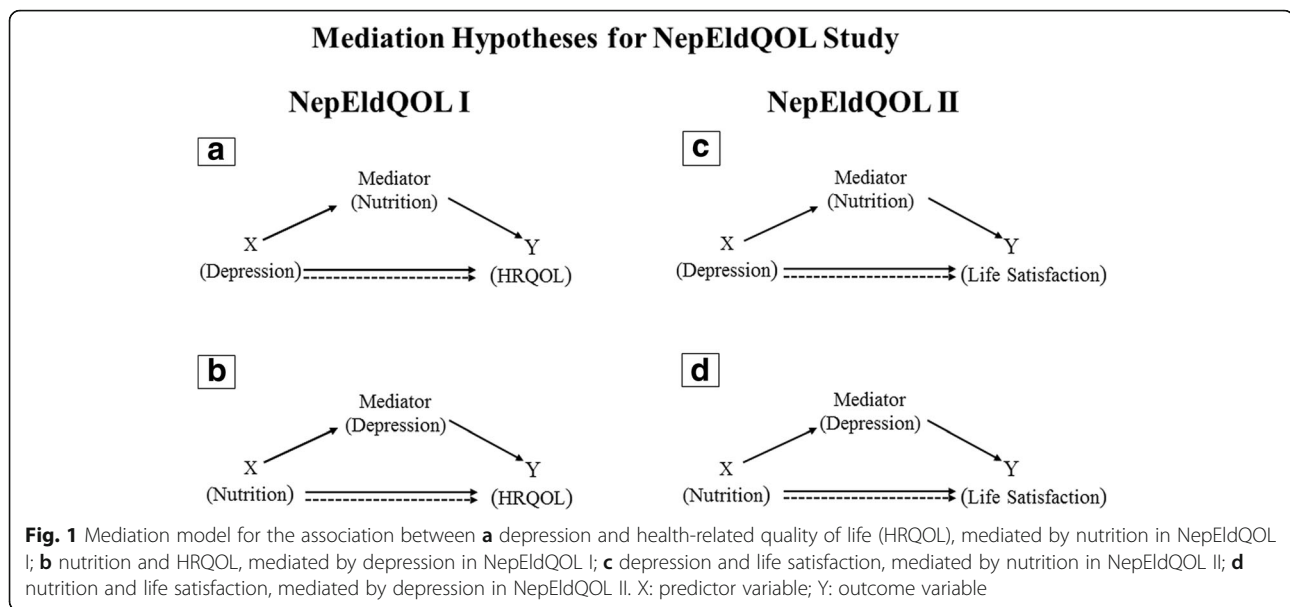 Mediation Hypotheses for NepEldQOL Study
NepEldQOL I
NepEldQOL II
a
Mediator
(Nutrition)
X
Y
(Depression)
(HRQOL)
c
Mediator
(Nutrition)
X
Y
(Depression)
(Life Satisfaction)
b
Mediator
(Depression)
X
Y
(Nutrition)
(HRQOL)
d
Mediator
(Depression)
X
Y
(Nutrition)
(Life Satisfaction)
Fig. 1 Mediation model for the association between a depression and health-related quality of life (HRQOL), mediated by nutrition in NepEldQOL
I; b nutrition and HRQOL, mediated by depression in NepEldQOL I; c depression and life satisfaction, mediated by nutrition in NepEldQOL II; d
nutrition and life satisfaction, mediated by depression in NepEldQOL II. X: predictor variable; Y: outcome variable